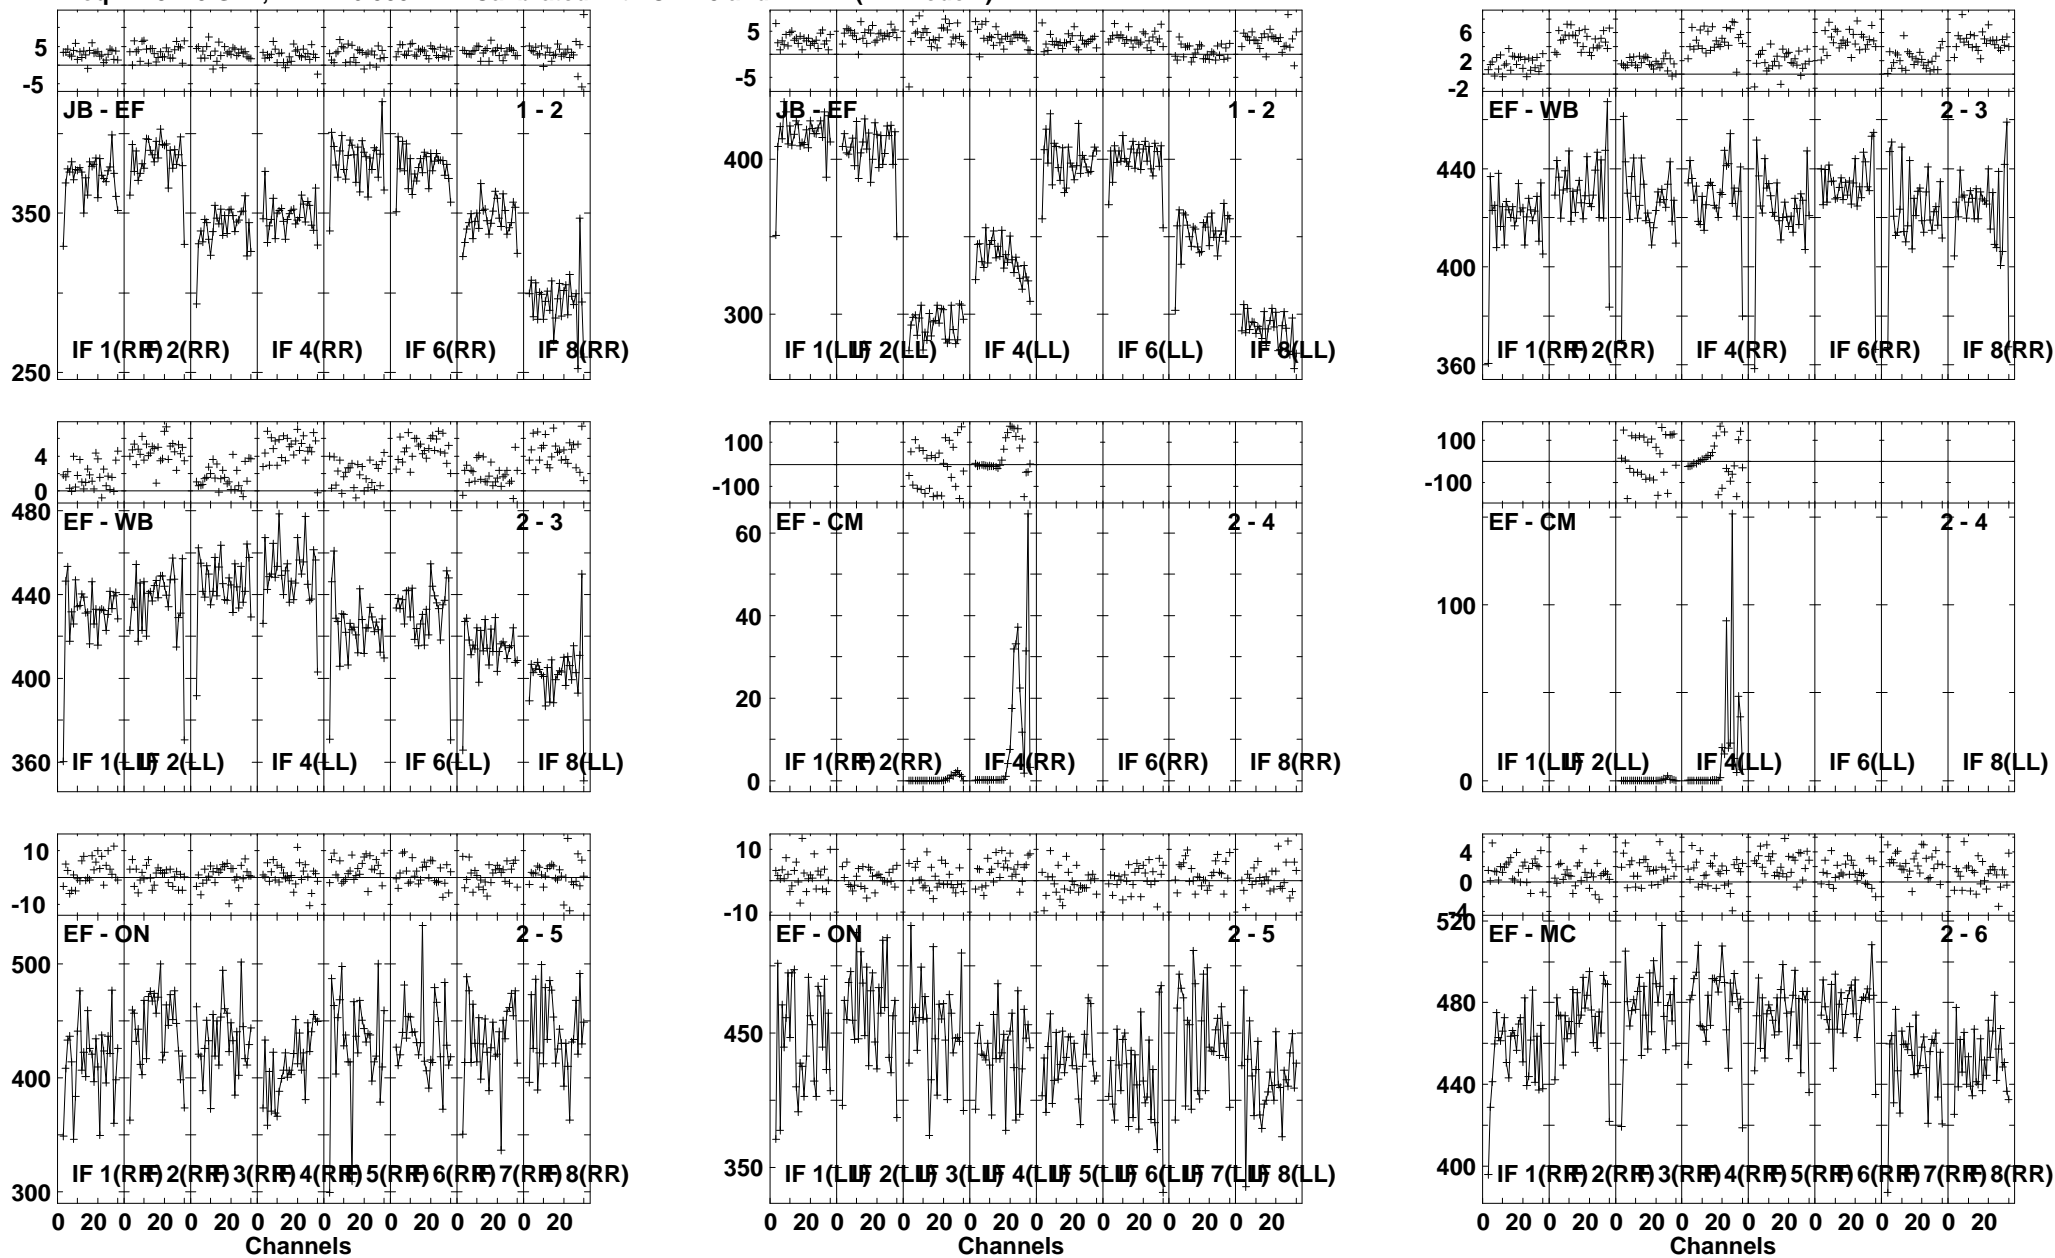 5
-5
JB - EF 1 - 2
350
IF 1(RR) IF 2(RR) IF 4(RR) IF 6(RR) IF 8(RR)
250
5
-5
JB - EF 1 - 2
400
300
IF 1(LL) IF 2(LL) IF 4(LL) IF 6(LL) IF 8(LL)
6
2
-2
EF - WB 2 - 3
440
400
IF 1(RR) IF 2(RR) IF 4(RR) IF 6(RR) IF 8(RR)
360
4
0
480
EF - WB 2 - 3
440
400
360
IF 1(LL) IF 2(LL) IF 4(LL) IF 6(LL) IF 8(LL)
100
-100
EF - CM 2 - 4
60
40
20
IF 1(RR) IF 2(RR) IF 4(RR) IF 6(RR) IF 8(RR)
0
100
-100
EF - CM 2 - 4
100
IF 1(LL) IF 2(LL) IF 4(LL) IF 6(LL) IF 8(LL)
0
10
-10
EF - ON 2 - 5
500
400
IF 1(RR) IF 2(RR) IF 3(RR) IF 4(RR) IF 5(RR) IF 6(RR) IF 7(RR) IF 8(RR)
300
0 20 0 20 0 20 0 20 0 20 0 20 0 20 0 20
Channels
10
-10
EF - ON 2 - 5
450
350
IF 1(LL) IF 2(LL) IF 3(LL) IF 4(LL) IF 5(LL) IF 6(LL) IF 7(LL) IF 8(LL)
0 20 0 20 0 20 0 20 0 20 0 20 0 20 0 20
Channels
4
0
-4
520
EF - MC 2 - 6
480
440
400
IF 1(RR) IF 2(RR) IF 3(RR) IF 4(RR) IF 5(RR) IF 6(RR) IF 7(RR) IF 8(RR)
0 20 0 20 0 20 0 20 0 20 0 20 0 20 0 20
Channels